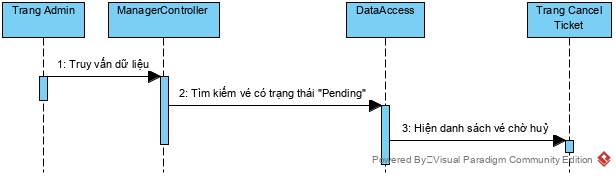 Trang Admin
ManagerController
DataAccess
Trang Cancel
Ticket
1: Truy vấn dữ liệu
2: Tìm kiếm vé có trạng thái "Pending"
3: Hiện danh sách vé chờ huỷ
Powered By Visual Paradigm Community Edition